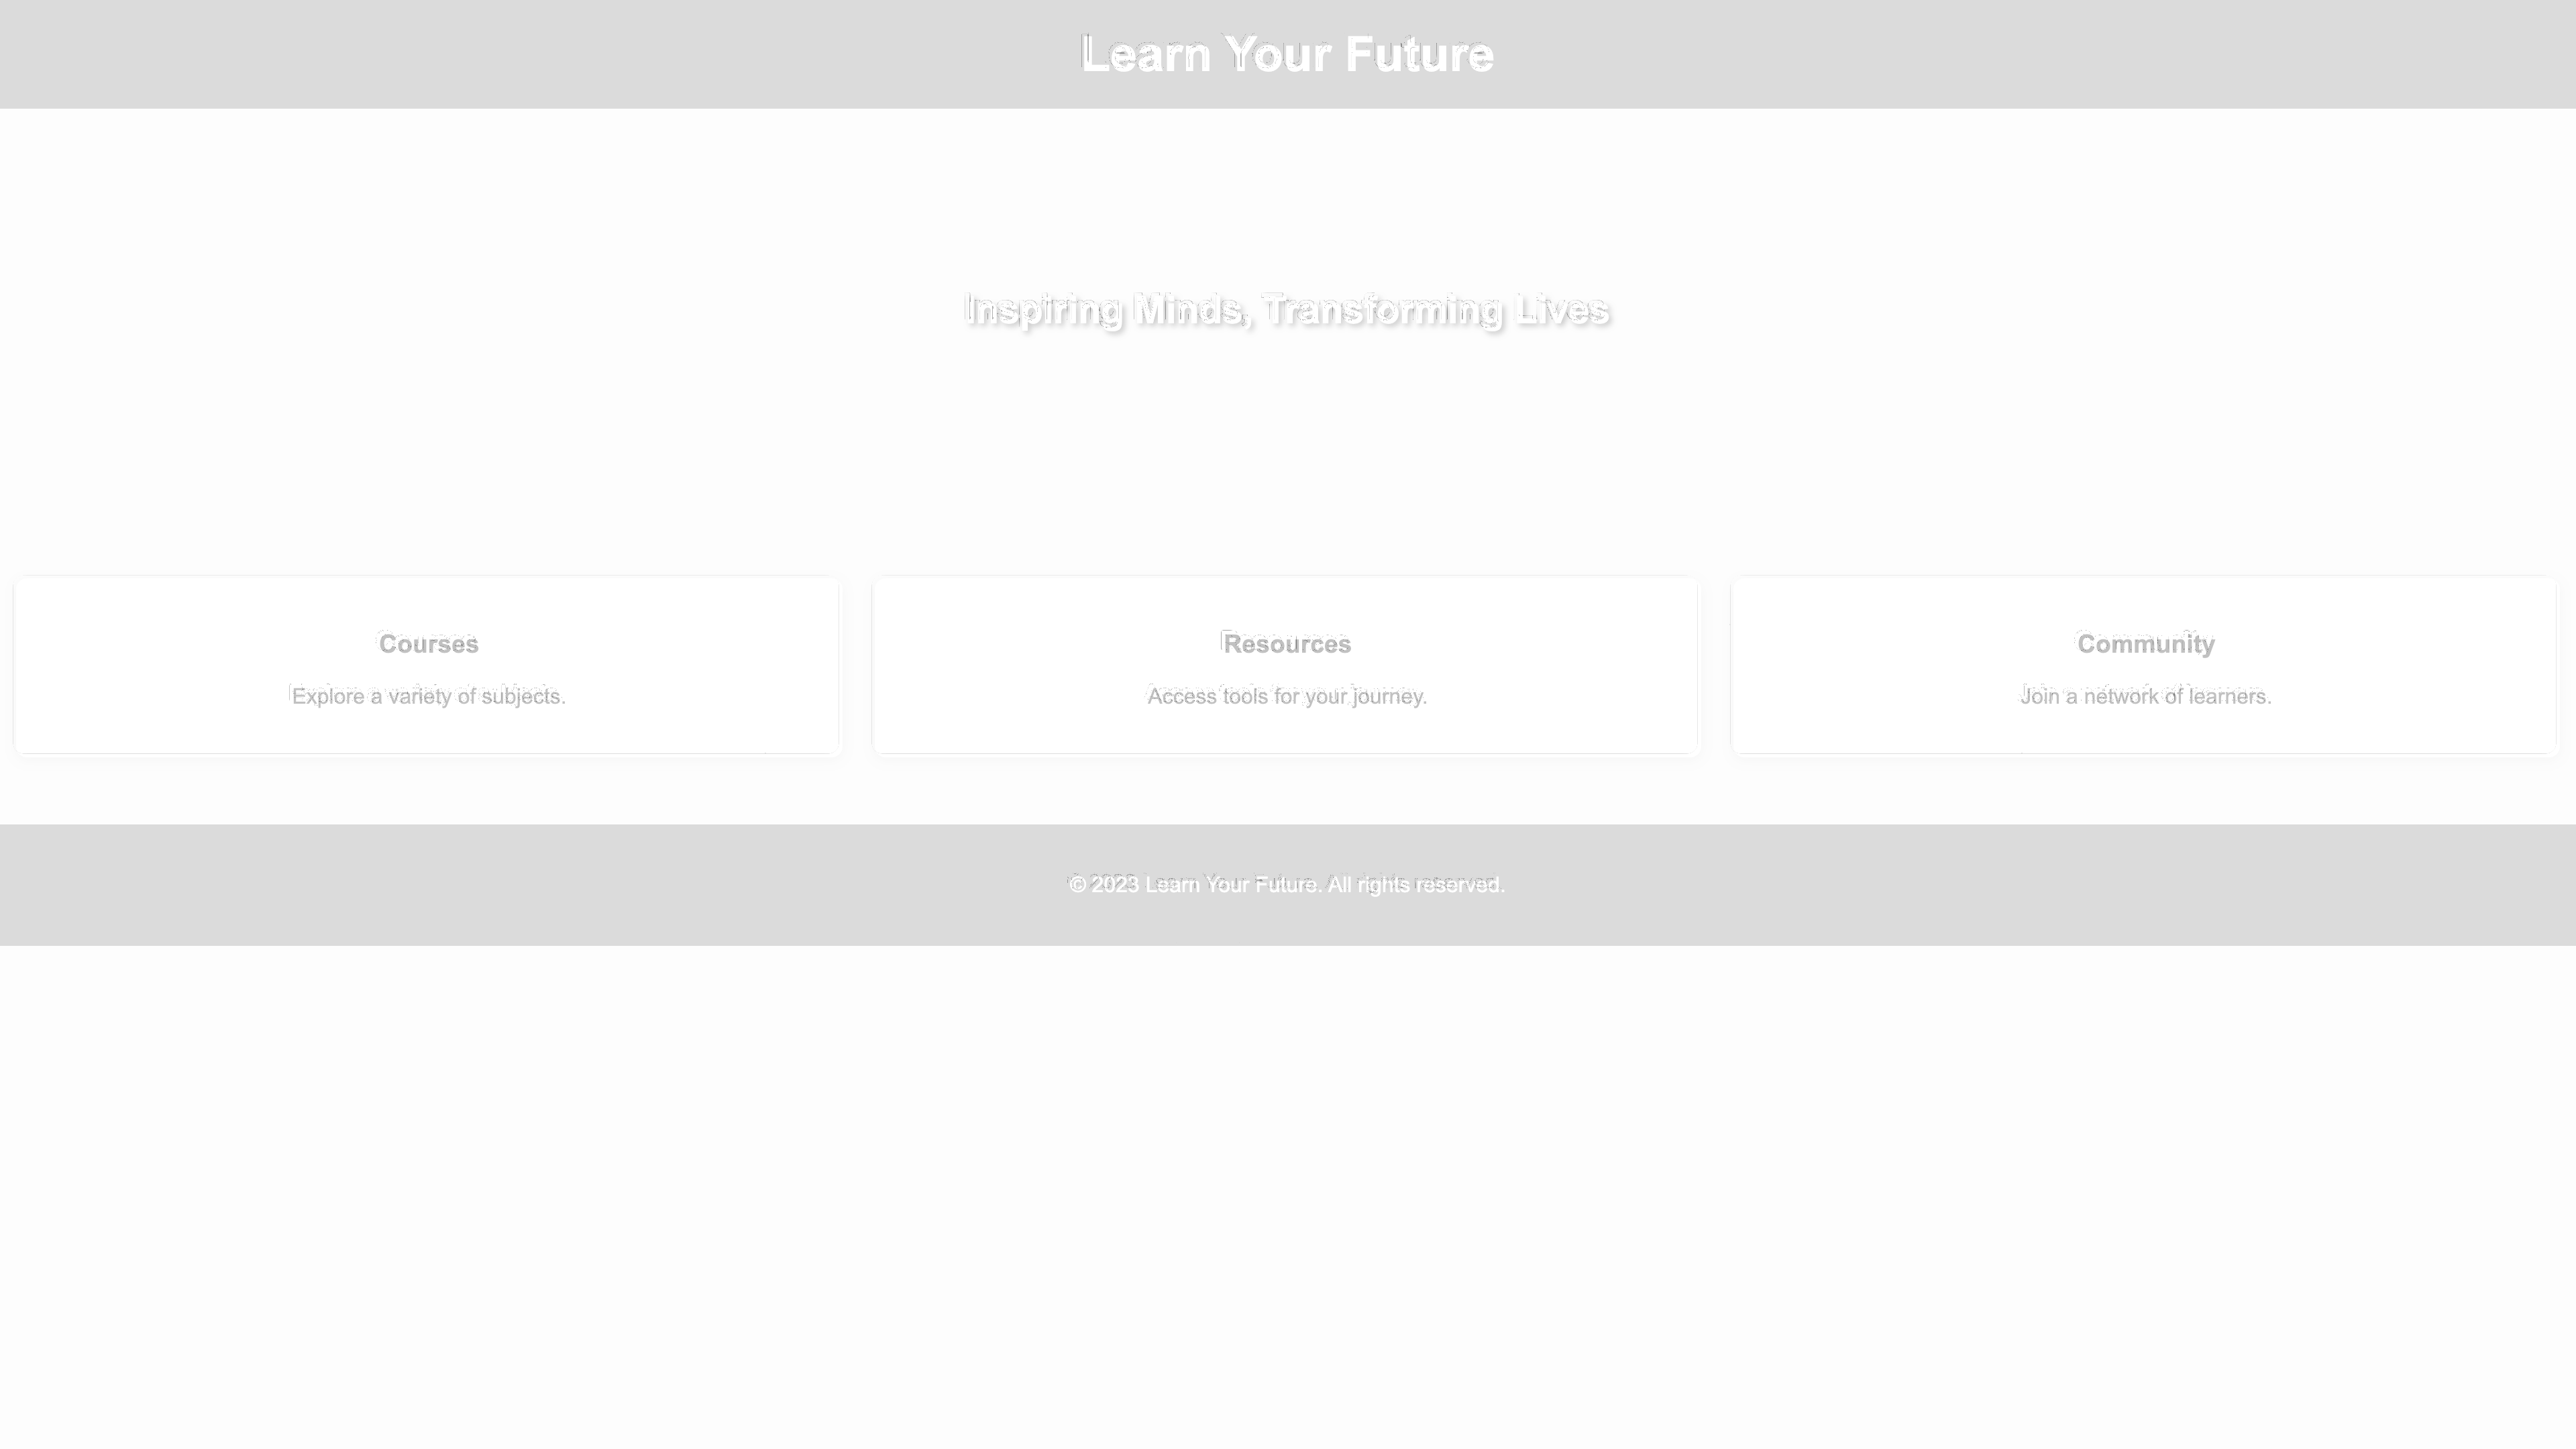 Learn Your Future
Inspiring Minds, Transforming Lives
Courses
Explore a variety of subjects.
Resources
Access tools for your journey.
Community
Join a network of learners.
© 2023 Learn Your Future. All rights reserved.